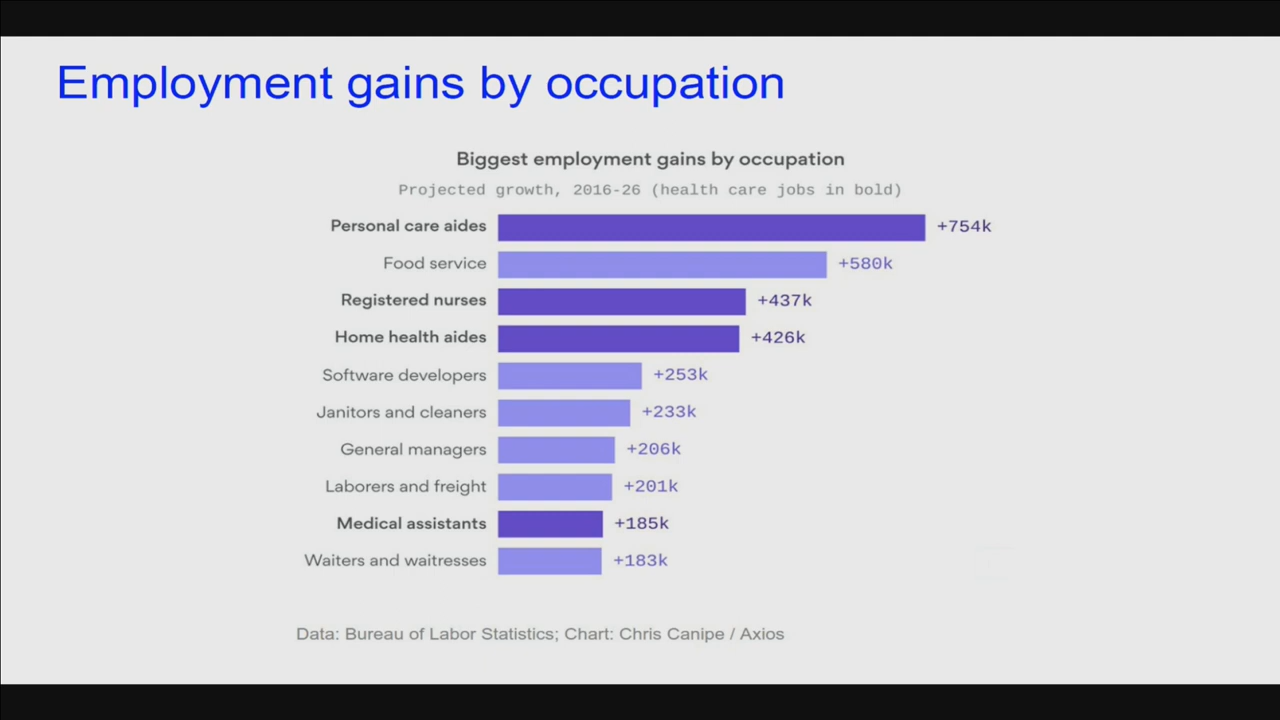 Employment gains by occupation
Biggest employment gains by occupation
Projected growth, 2016-26 (health care jobs in bold)
Personal care aides +754k
Food service +580k
Registered nurses +437k
Home health aides +426k
Software developers +253k
Janitors and cleaners +233k
General managers +206k
Laborers and freight +201k
Medical assistants +185k
Waiters and waitresses +183k
Data: Bureau of Labor Statistics; Chart: Chris Canipe / Axios